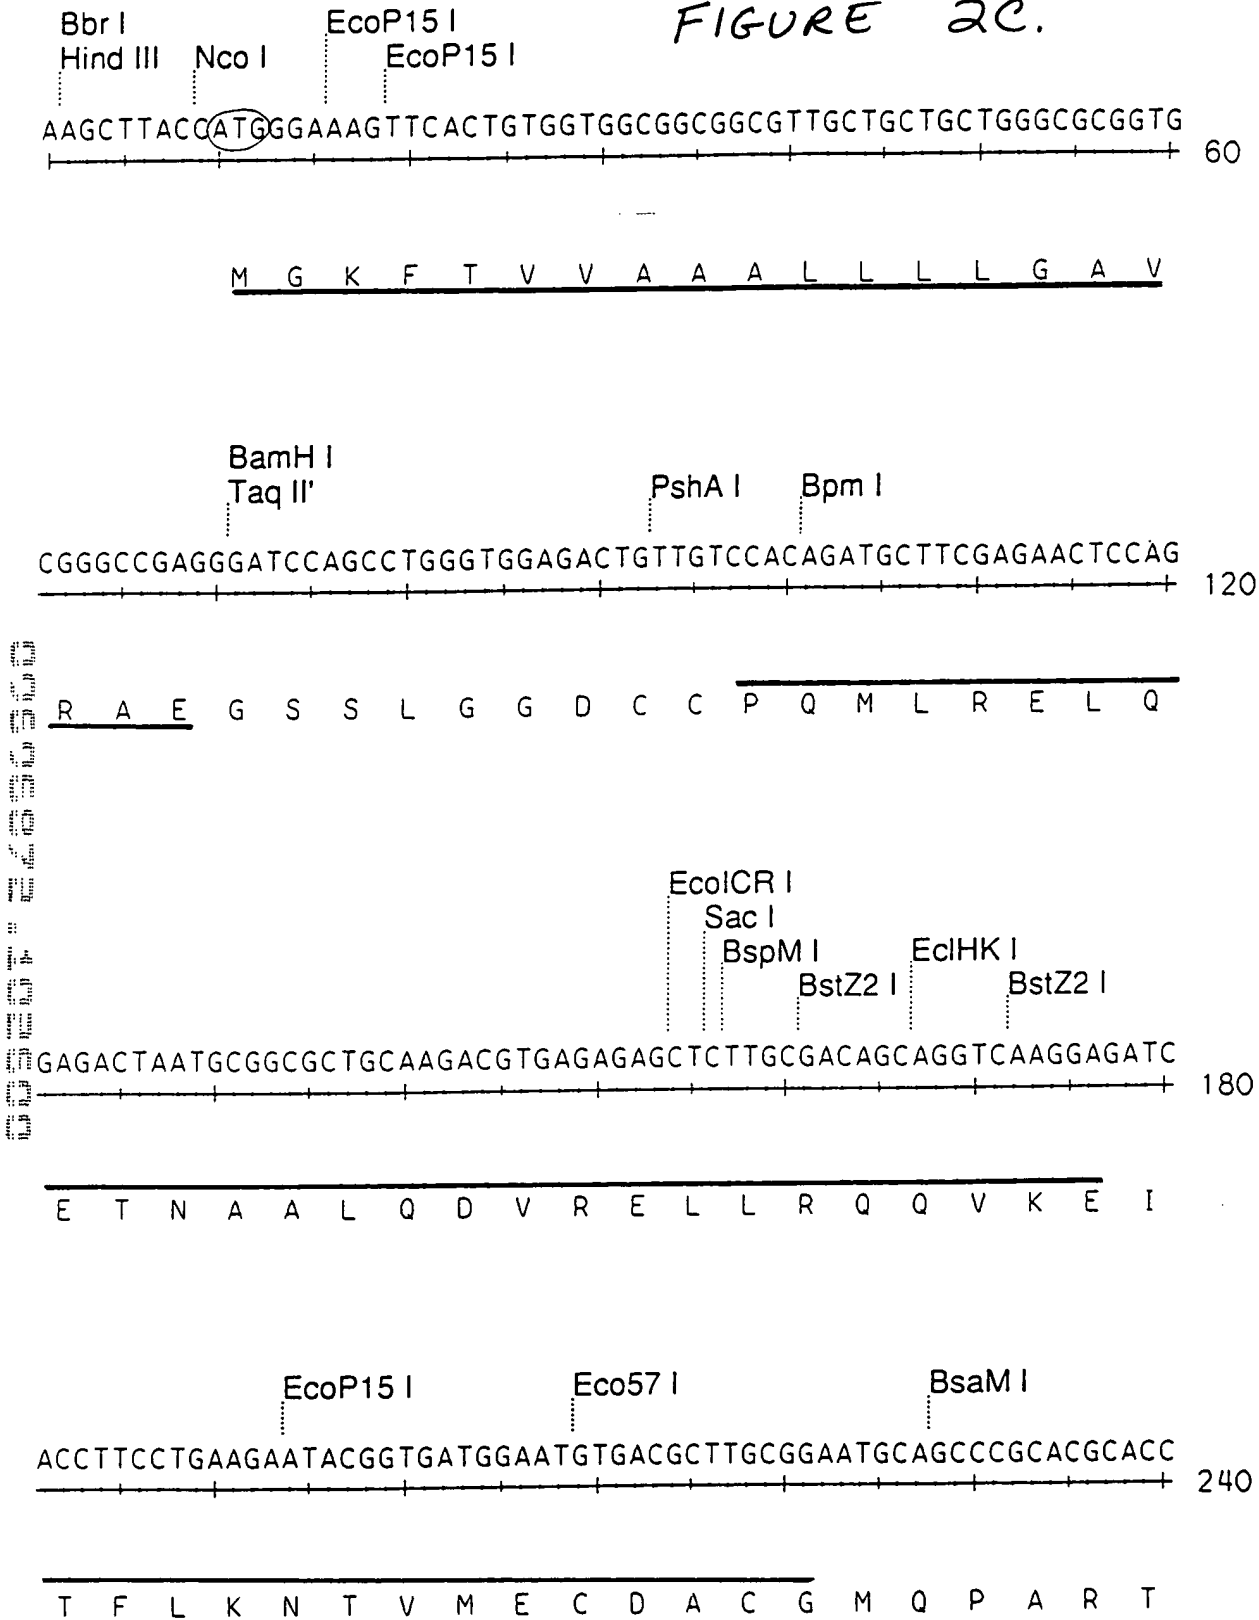 FIGURE 2C.
Bbr I EcoP15 I
Hind III Nco I EcoP15 I
AAGCTTACCATGGGAAAGTTCACTGTGGTGGCGGCGGCGTTGCTGCTGCTGGGCGCGGTG 60
M G K F T V V A A A L L L L G A V
BamH I
Taq II' PshA I Bpm I
CGGGCCGAGGGATCCAGCCTGGGTGGAGACTGTTGTCCACAGATGCTTCGAGAACTCCAG 120
R A E G S S L G G D C C P Q M L R E L Q
EcoICR I
Sac I
BspM I EclHK I
BstZ2 I BstZ2 I
GAGACTAATGCGGCGCTGCAAGACGTGAGAGAGCTCTTGCGACAGCAGGTCAAGGAGATC 180
E T N A A L Q D V R E L L R Q Q V K E I
EcoP15 I Eco57 I BsaM I
ACCTTCCTGAAGAATACGGTGATGGAATGTGACGCTTGCGGAATGCAGCCCGCACGCACC 240
T F L K N T V M E C D A C G M Q P A R T